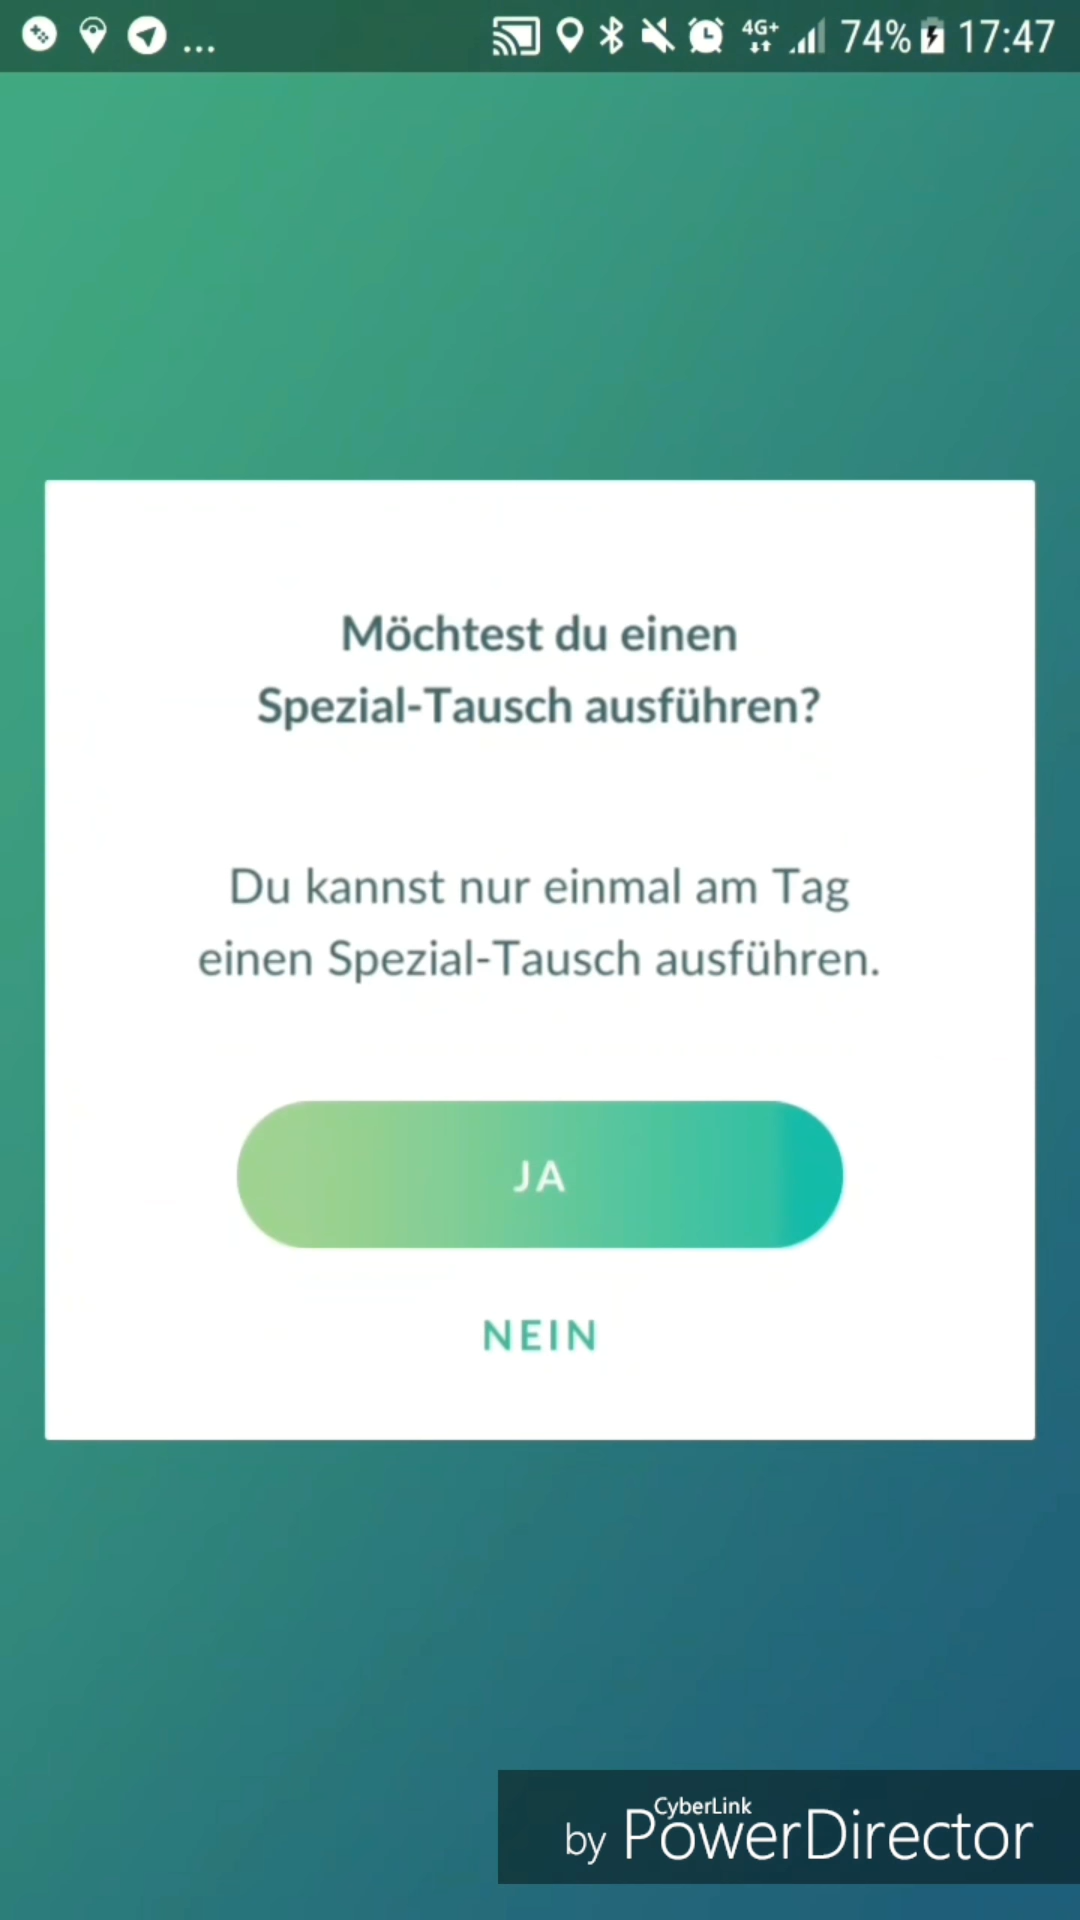 ... 4G+ 74% 17:47
Möchtest du einen
Spezial-Tausch ausführen?
Du kannst nur einmal am Tag
einen Spezial-Tausch ausführen.
JA
NEIN
CyberLink
by PowerDirector